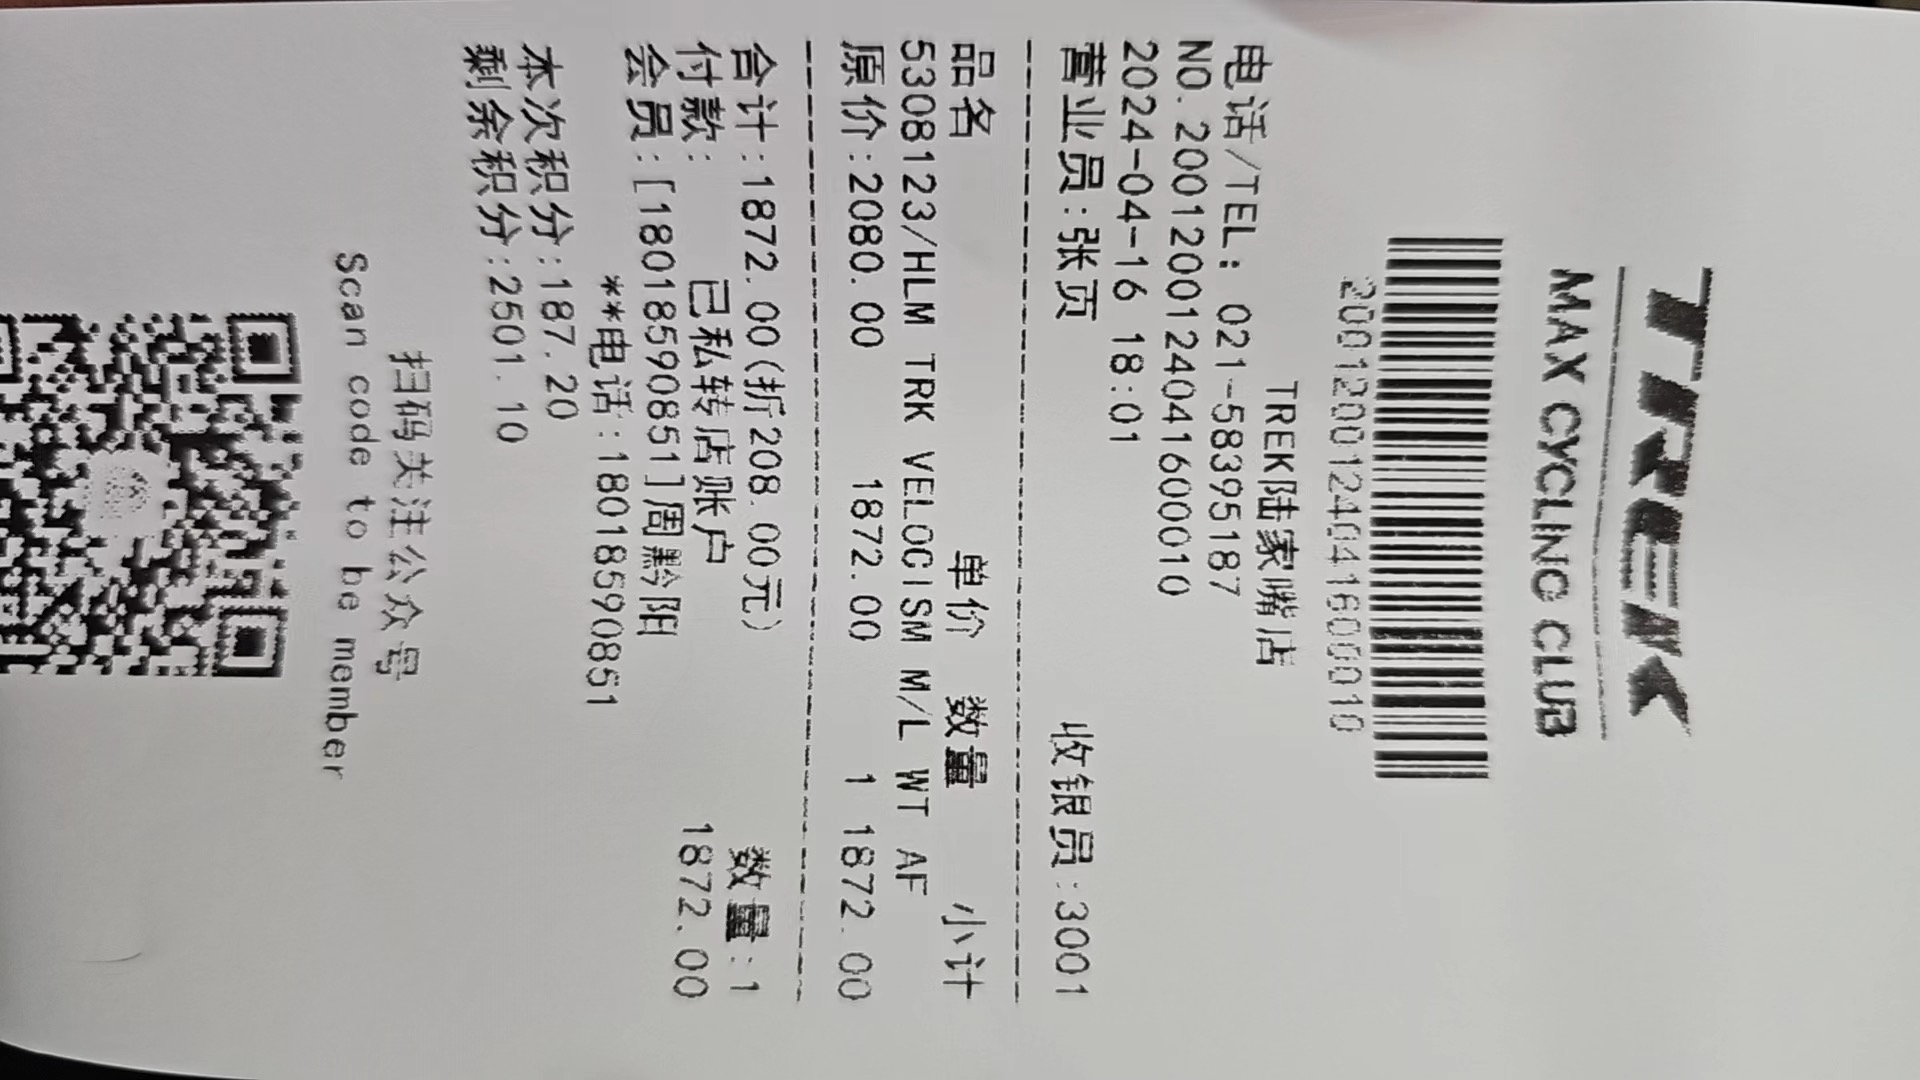 TREK
MAX CYCLING CLUB
2001200124041600010
TREK陆家嘴店
电话/TEL: 021-58395187
NO.2001200124041600010
2024-04-16 18:01
营业员:张页 收银员:3001
品名 单价 数量 小计
5308123/HLM TRK VELOCISM M/L WT AF
原价:2080.00 1872.00 1 1872.00
合计:1872.00(折208.00元) 数量:1
付款: 已私转店账户 1872.00
会员:[18018590851]周黔阳
**电话:18018590851
本次积分:187.20
剩余积分:2501.10
扫码关注公众号
Scan code to be member